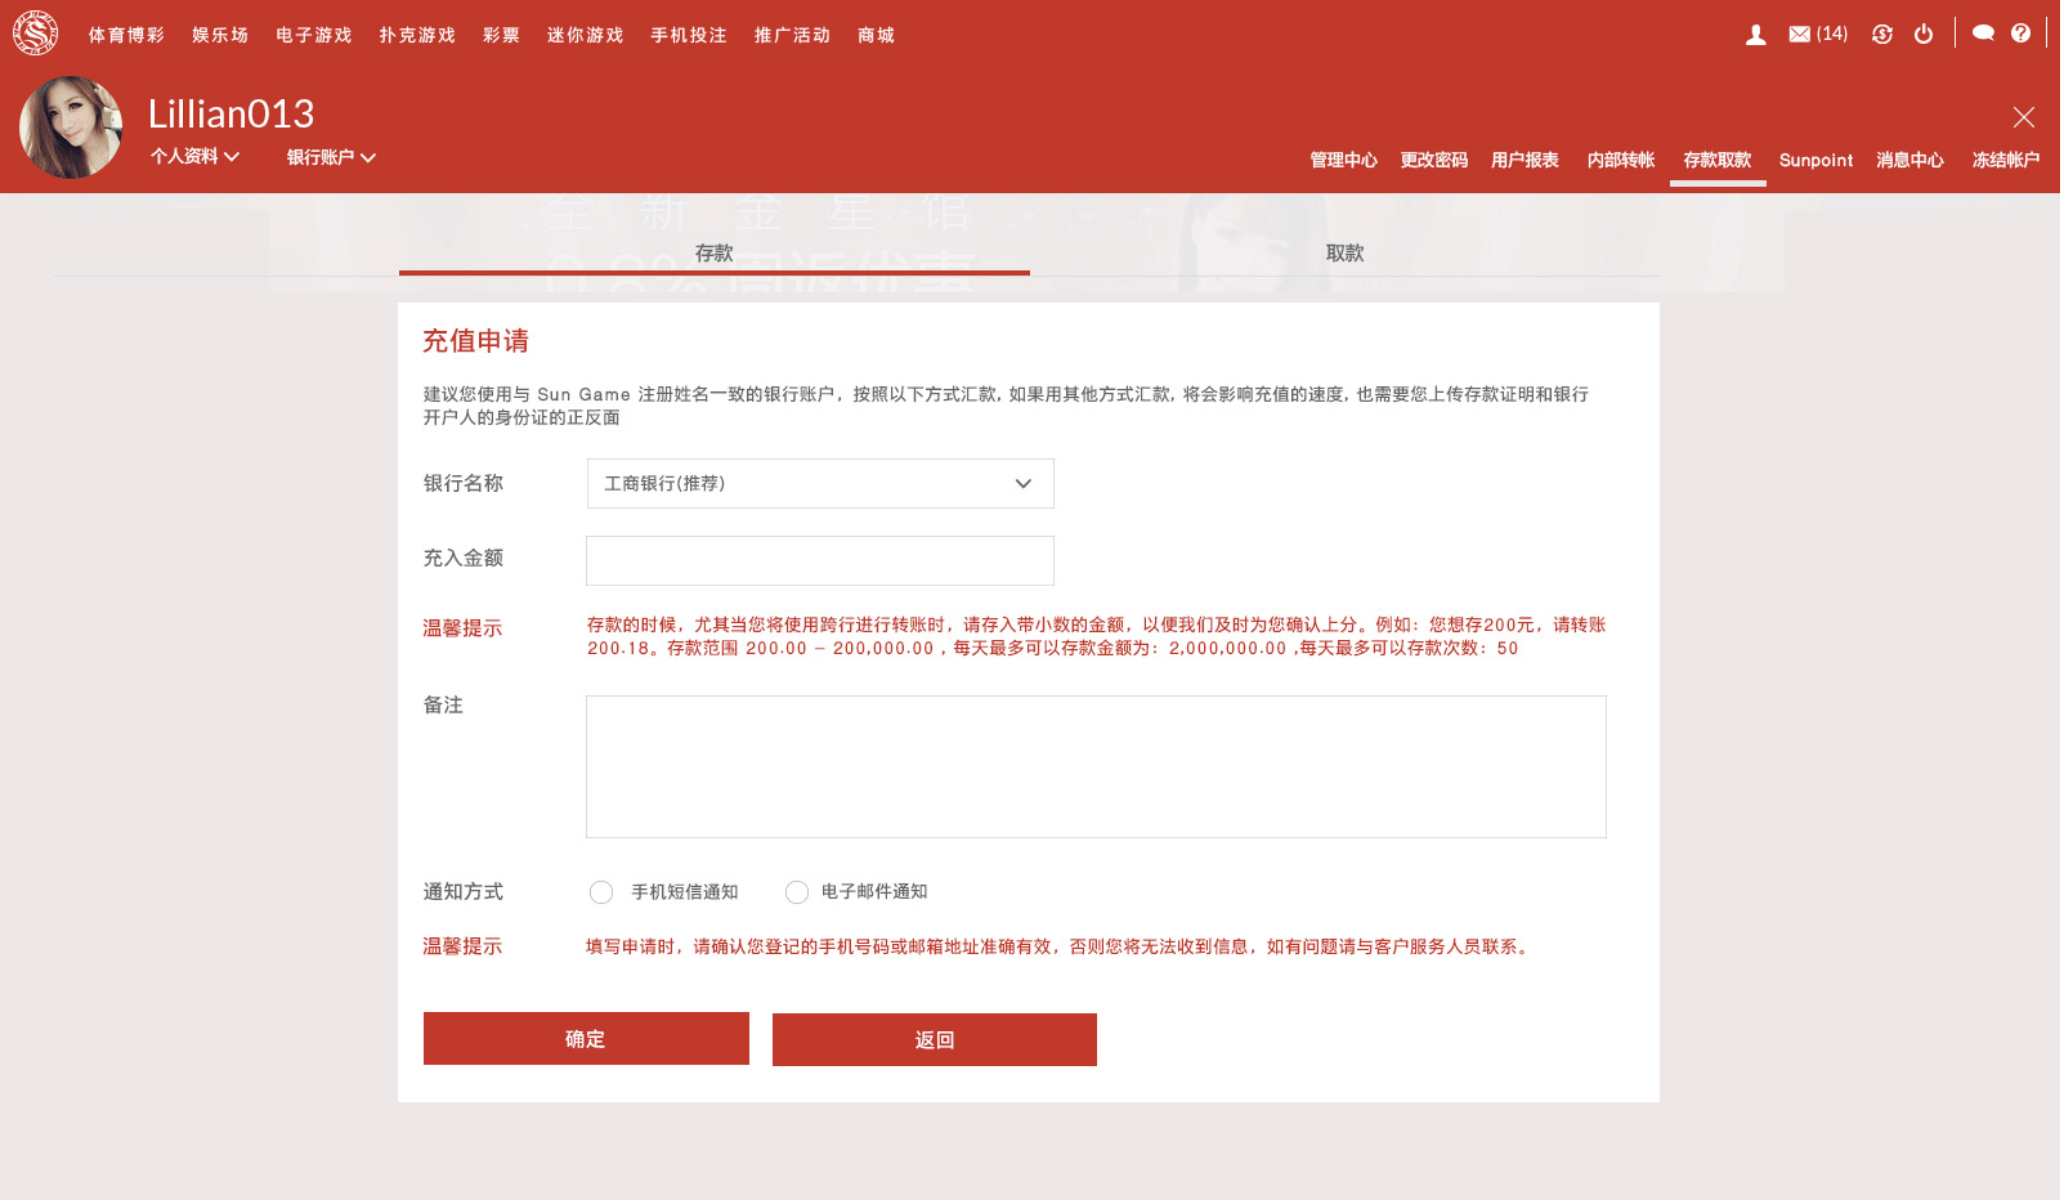 体育博彩 娱乐场 电子游戏 扑克游戏 彩票 迷你游戏 手机投注 推广活动 商城 (14)
Lillian013
个人资料 银行账户
管理中心 更改密码 用户报表 内部转帐 存款取款 Sunpoint 消息中心 冻结帐户
全新金星馆
0.8%周返优惠
存款 取款
充值申请
建议您使用与 Sun Game 注册姓名一致的银行账户，按照以下方式汇款, 如果用其他方式汇款, 将会影响充值的速度, 也需要您上传存款证明和银行
开户人的身份证的正反面
银行名称 工商银行(推荐)
充入金额
温馨提示 存款的时候，尤其当您将使用跨行进行转账时，请存入带小数的金额，以便我们及时为您确认上分。例如：您想存200元，请转账
200.18。存款范围 200.00 – 200,000.00 , 每天最多可以存款金额为：2,000,000.00 ,每天最多可以存款次数：50
备注
通知方式 手机短信通知 电子邮件通知
温馨提示 填写申请时，请确认您登记的手机号码或邮箱地址准确有效，否则您将无法收到信息，如有问题请与客户服务人员联系。
确定 返回